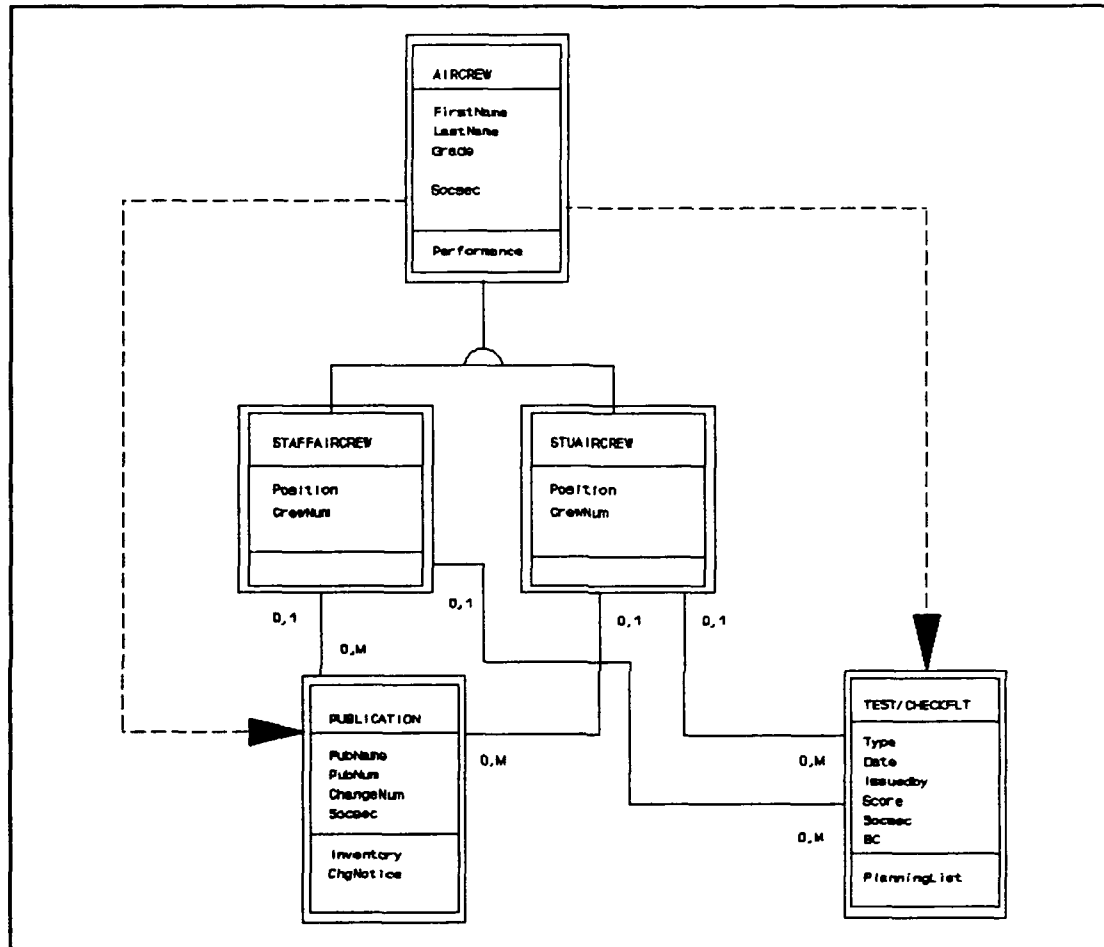 AIRCREW
FirstName
LastName
Grade
Socsec
Performance
STAFFAIRCREW
Position
CrewNum
STUAIRCREW
Position
CrewNum
0,1
0,1
0,1
0,1
0,M
PUBLICATION
PubName
PubNum
ChangeNum
Socsec
Inventory
ChgNotice
0,M
0,M
0,M
TEST/CHECKFLT
Type
Date
Issuedby
Score
Socsec
BC
PlanningList